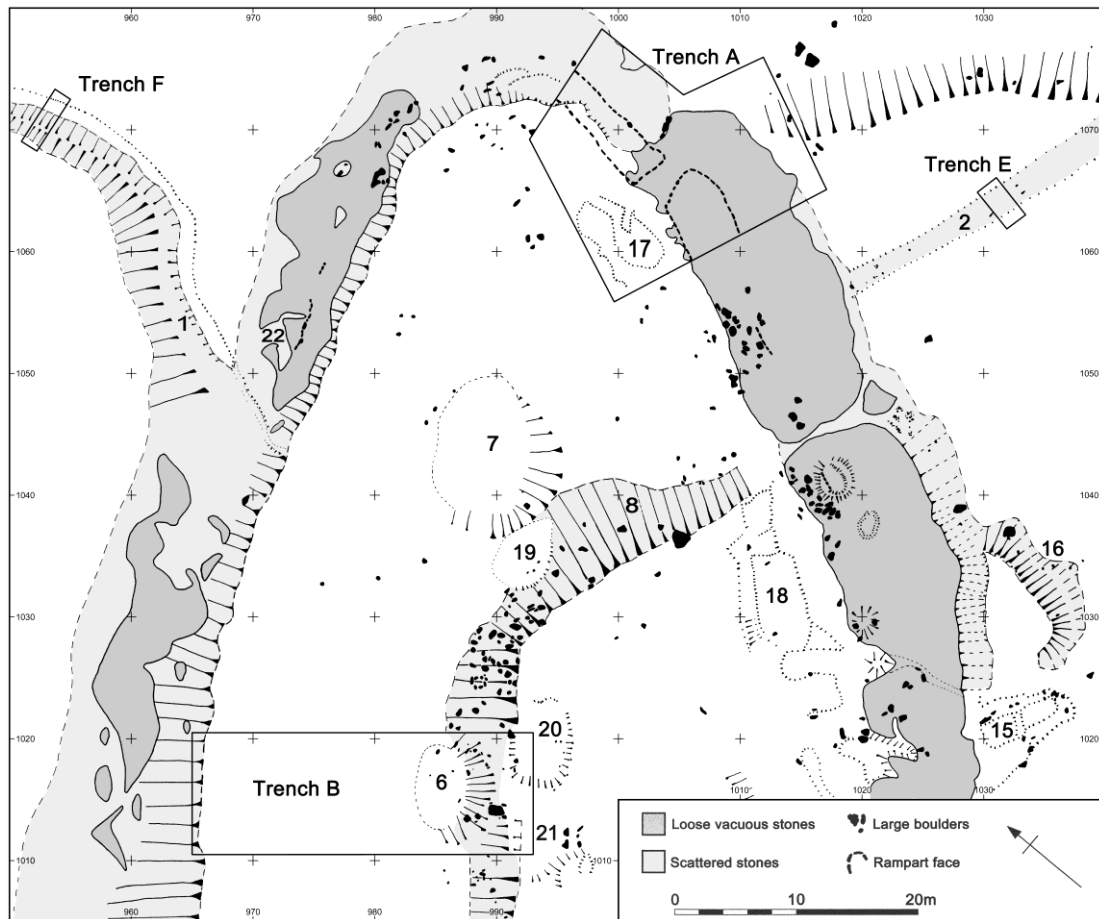 960 970 980 990 1000 1010 1020 1030
Trench A
Trench F
1070 1070
Trench E
2
17
1060 1060
1
22
1050 1050
7
8
1040 1040
19
16
18
1030 1030
20
15
1020 1020
6
Trench B
1010 1020 1030
21
Loose vacuous stones Large boulders
Scattered stones Rampart face
1010 1010
0 10 20m
960 970 980 990